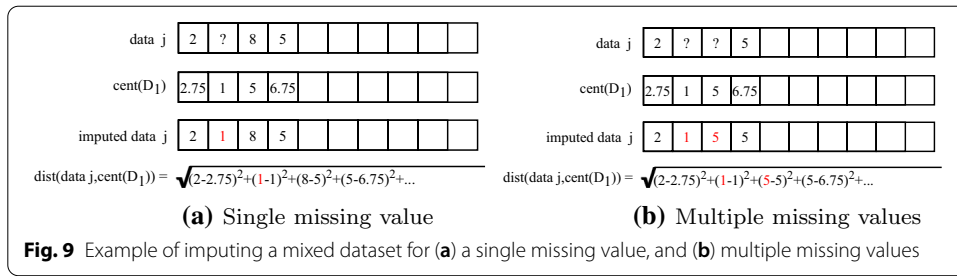 data j 2 ? 8 5
cent(D1) 2.75 1 5 6.75
imputed data j 2 1 8 5
dist(data j,cent(D1)) = √(2-2.75)²+(1-1)²+(8-5)²+(5-6.75)²+...
(a) Single missing value
data j 2 ? ? 5
cent(D1) 2.75 1 5 6.75
imputed data j 2 1 5 5
dist(data j,cent(D1)) = √(2-2.75)²+(1-1)²+(5-5)²+(5-6.75)²+...
(b) Multiple missing values
Fig. 9 Example of imputing a mixed dataset for (a) a single missing value, and (b) multiple missing values